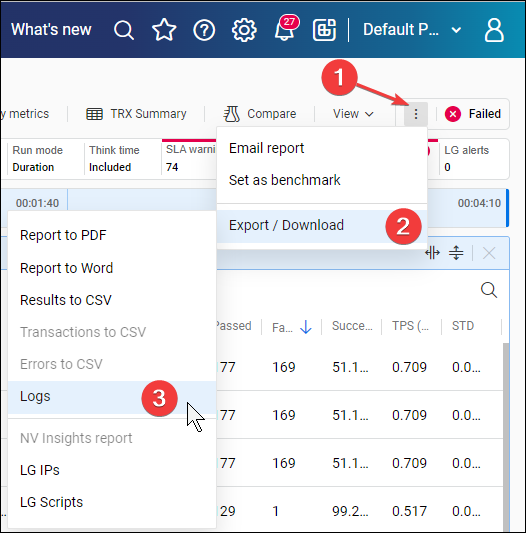 What's new
27
Default P...
1
y metrics
TRX Summary
Compare
View
Failed
Run mode
Duration
Think time
Included
SLA warni
74
LG alerts
0
00:01:40
00:04:10
Email report
Set as benchmark
Export / Download
2
Report to PDF
Report to Word
Results to CSV
Transactions to CSV
Errors to CSV
Logs
3
NV Insights report
LG IPs
LG Scripts
Passed
Fa...
Succe...
TPS (...
STD
77
169
51.1...
0.709
0.0...
77
169
51.1...
0.709
0.0...
77
169
51.1...
0.709
0.0...
29
1
99.2...
0.517
0.0...